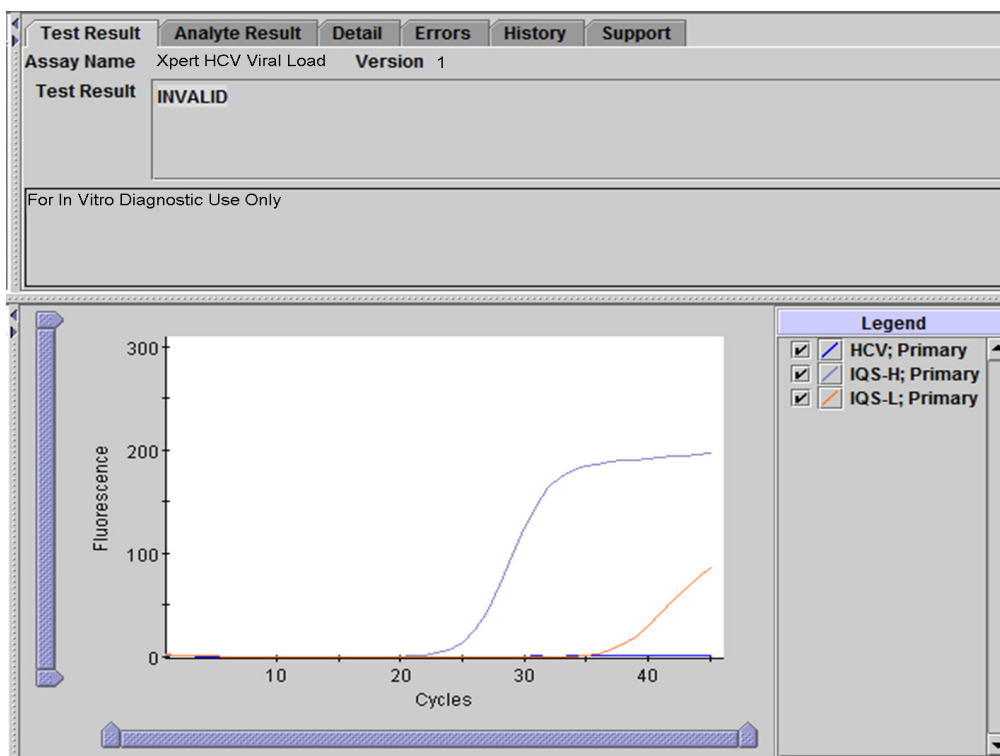 Test Result Analyte Result Detail Errors History Support
Assay Name Xpert HCV Viral Load Version 1
Test Result INVALID
For In Vitro Diagnostic Use Only
Legend
HCV; Primary
IQS-H; Primary
IQS-L; Primary
300
200
100
0
Fluorescence
10 20 30 40
Cycles